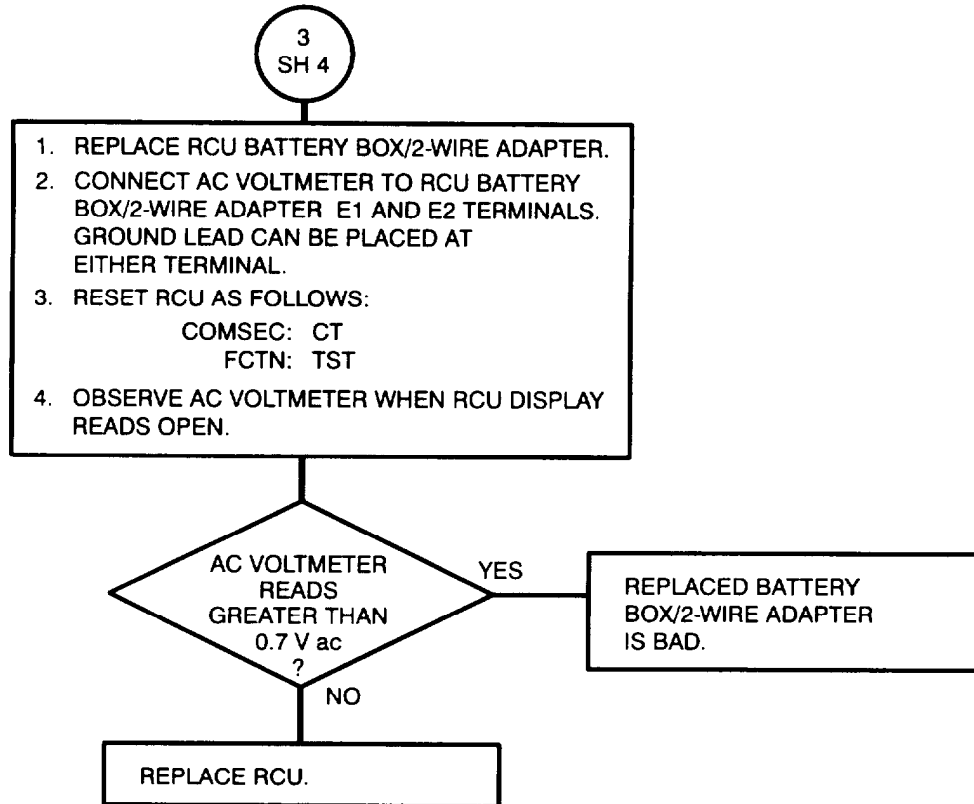 3
SH 4
1. REPLACE RCU BATTERY BOX/2-WIRE ADAPTER.
2. CONNECT AC VOLTMETER TO RCU BATTERY
BOX/2-WIRE ADAPTER E1 AND E2 TERMINALS.
GROUND LEAD CAN BE PLACED AT
EITHER TERMINAL.
3. RESET RCU AS FOLLOWS:
COMSEC: CT
FCTN: TST
4. OBSERVE AC VOLTMETER WHEN RCU DISPLAY
READS OPEN.
AC VOLTMETER
READS
GREATER THAN
0.7 V ac
?
YES
REPLACED BATTERY
BOX/2-WIRE ADAPTER
IS BAD.
NO
REPLACE RCU.